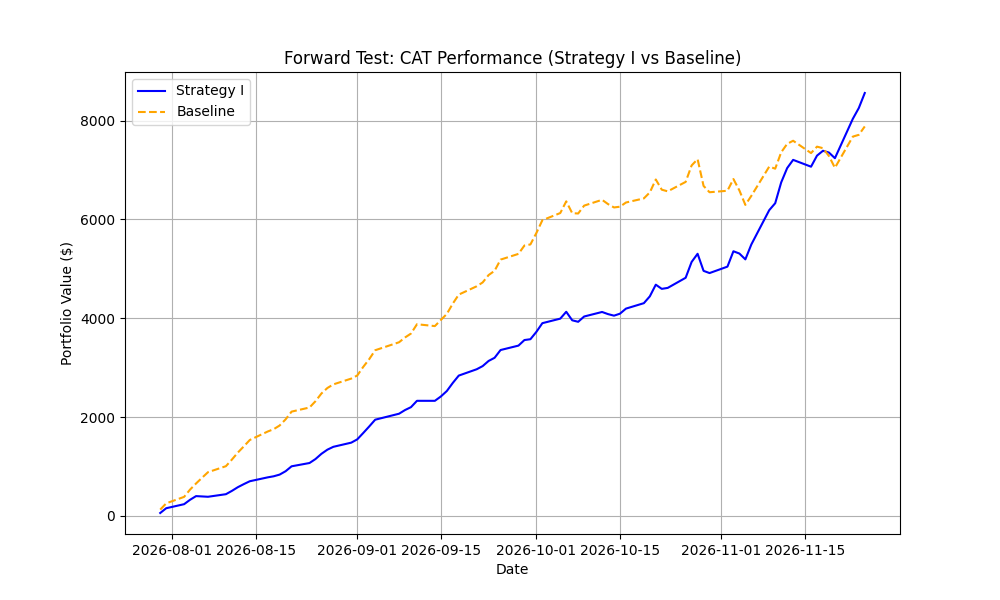 Forward Test: CAT Performance (Strategy I vs Baseline)
Strategy I
Baseline
Portfolio Value ($)
8000
6000
4000
2000
0
2026-08-01 2026-08-15 2026-09-01 2026-09-15 2026-10-01 2026-10-15 2026-11-01 2026-11-15
Date